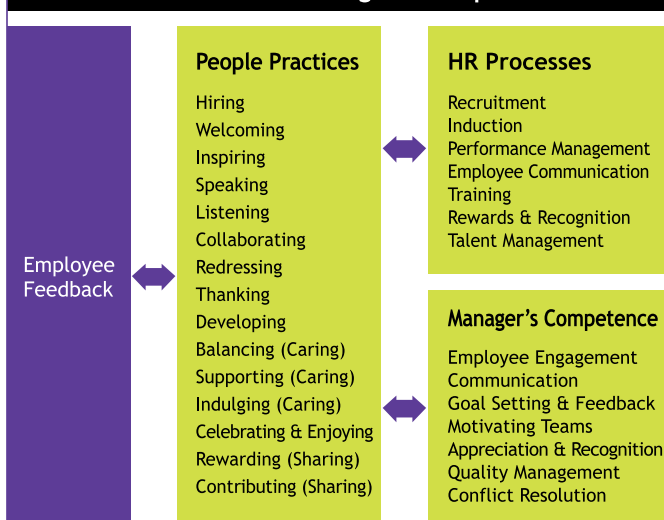 Employee
Feedback
People Practices
Hiring
Welcoming
Inspiring
Speaking
Listening
Collaborating
Redressing
Thanking
Developing
Balancing (Caring)
Supporting (Caring)
Indulging (Caring)
Celebrating & Enjoying
Rewarding (Sharing)
Contributing (Sharing)
HR Processes
Recruitment
Induction
Performance Management
Employee Communication
Training
Rewards & Recognition
Talent Management
Manager’s Competence
Employee Engagement
Communication
Goal Setting & Feedback
Motivating Teams
Appreciation & Recognition
Quality Management
Conflict Resolution